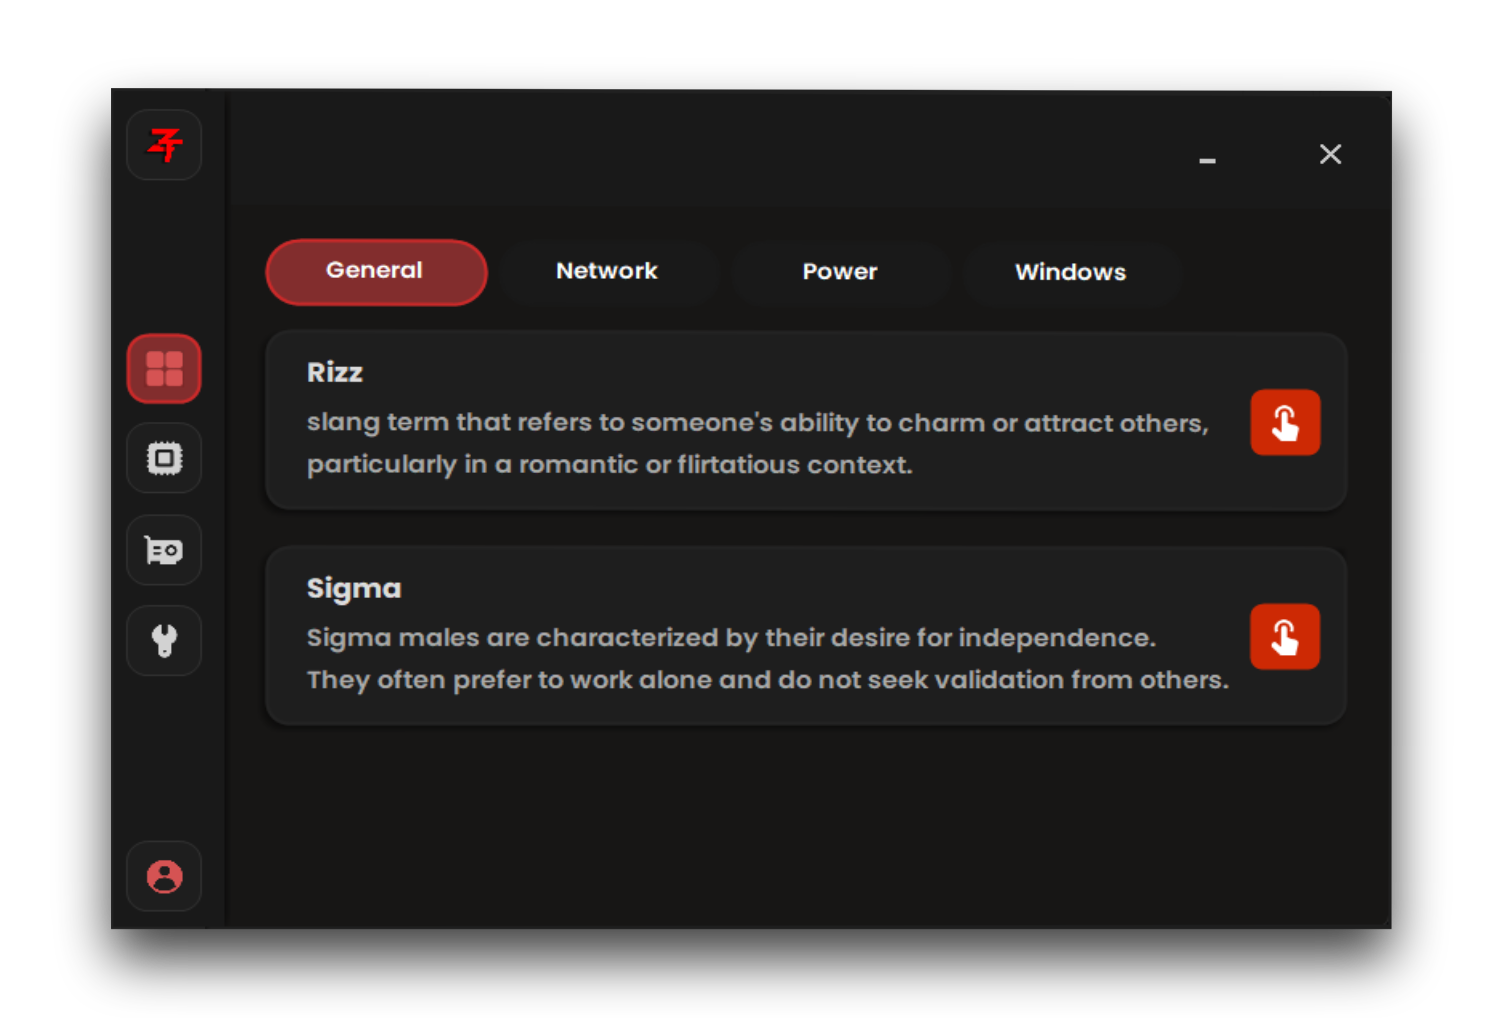 General Network Power Windows
Rizz
slang term that refers to someone's ability to charm or attract others,
particularly in a romantic or flirtatious context.
Sigma
Sigma males are characterized by their desire for independence.
They often prefer to work alone and do not seek validation from others.